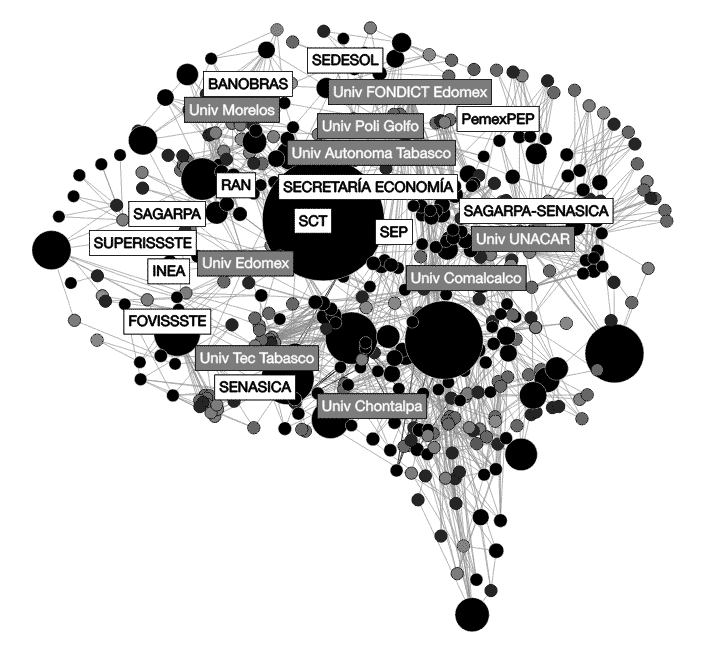 SEDESOL
BANOBRAS
Univ FONDICT Edomex
Univ Morelos
PemexPEP
Univ Poli Golfo
Univ Autonoma Tabasco
RAN
SECRETARÍA ECONOMÍA
SAGARPA
SCT
SAGARPA-SENASICA
SEP
SUPERISSSTE
Univ UNACAR
Univ Edomex
INEA
Univ Comalcalco
FOVISSSTE
Univ Tec Tabasco
SENASICA
Univ Chontalpa